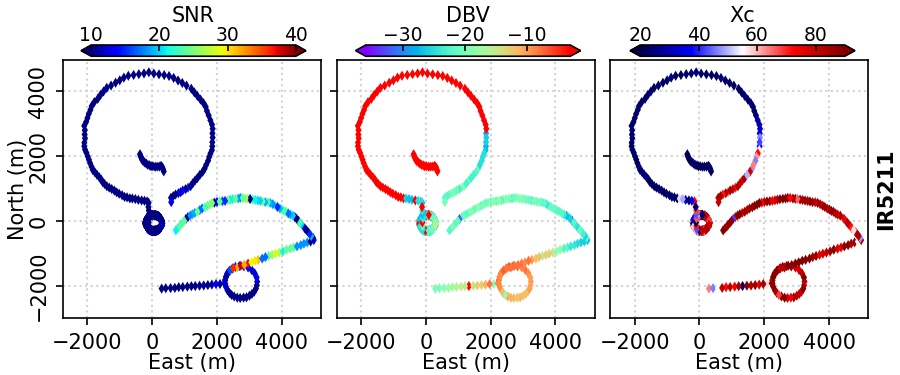 SNR DBV Xc
10 20 30 40 −30 −20 −10 20 40 60 80
4000
2000
0
−2000
North (m)
−2000 0 2000 4000 −2000 0 2000 4000 −2000 0 2000 4000
East (m) East (m) East (m)
IR5211